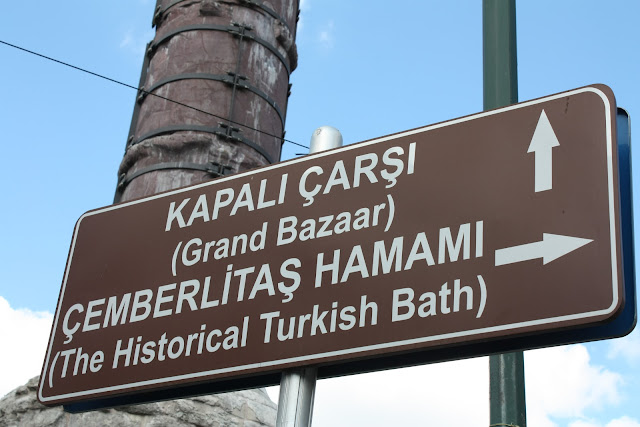 KAPALI ÇARŞI
(Grand Bazaar)
ÇEMBERLİTAŞ HAMAMI
(The Historical Turkish Bath)